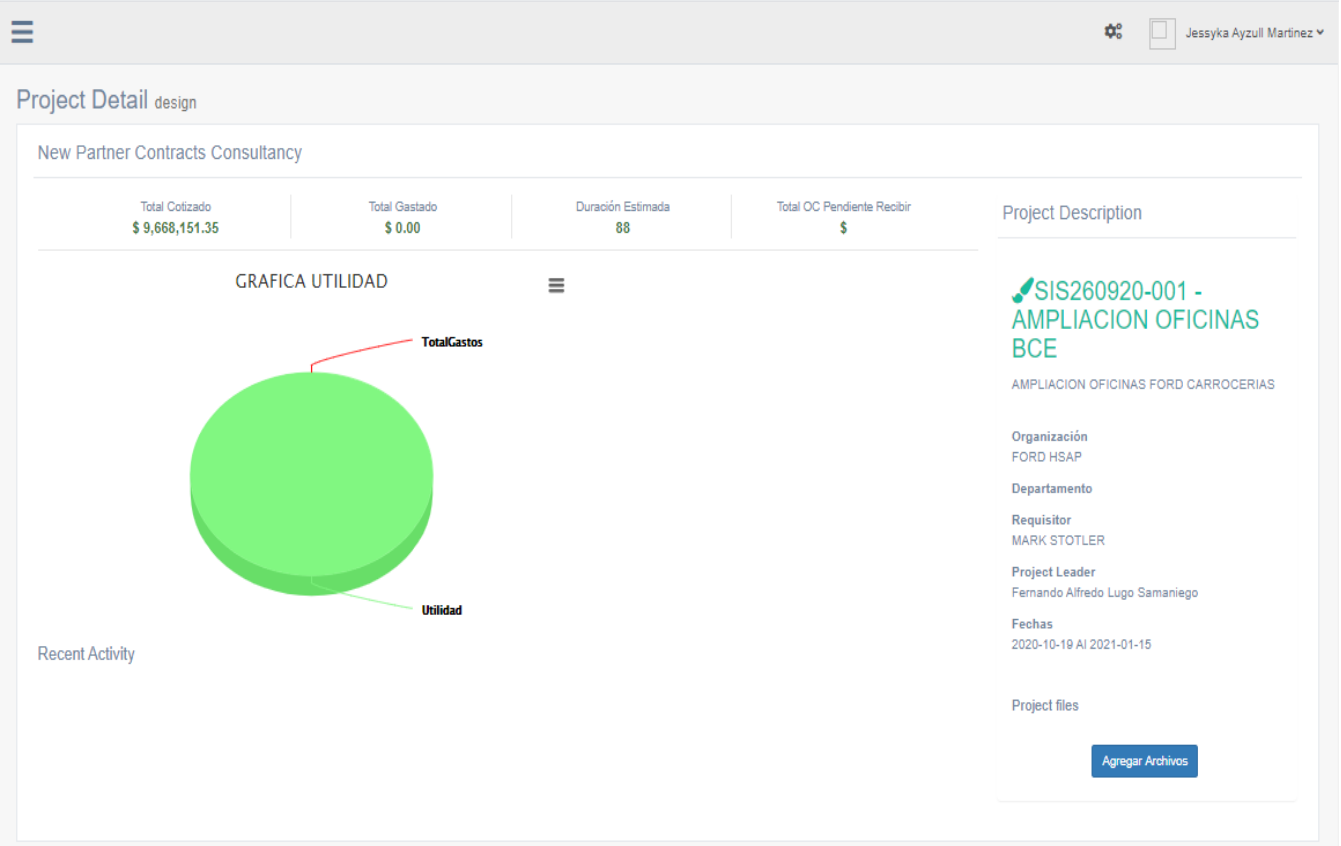 Jessyka Ayzull Martinez
Project Detail design
New Partner Contracts Consultancy
Total Cotizado
$ 9,668,151.35
Total Gastado
$ 0.00
Duración Estimada
88
Total OC Pendiente Recibir
$
GRAFICA UTILIDAD
TotalGastos
Utilidad
Recent Activity
Project Description
SIS260920-001 -
AMPLIACION OFICINAS
BCE
AMPLIACION OFICINAS FORD CARROCERIAS
Organización
FORD HSAP
Departamento
Requisitor
MARK STOTLER
Project Leader
Fernando Alfredo Lugo Samaniego
Fechas
2020-10-19 Al 2021-01-15
Project files
Agregar Archivos